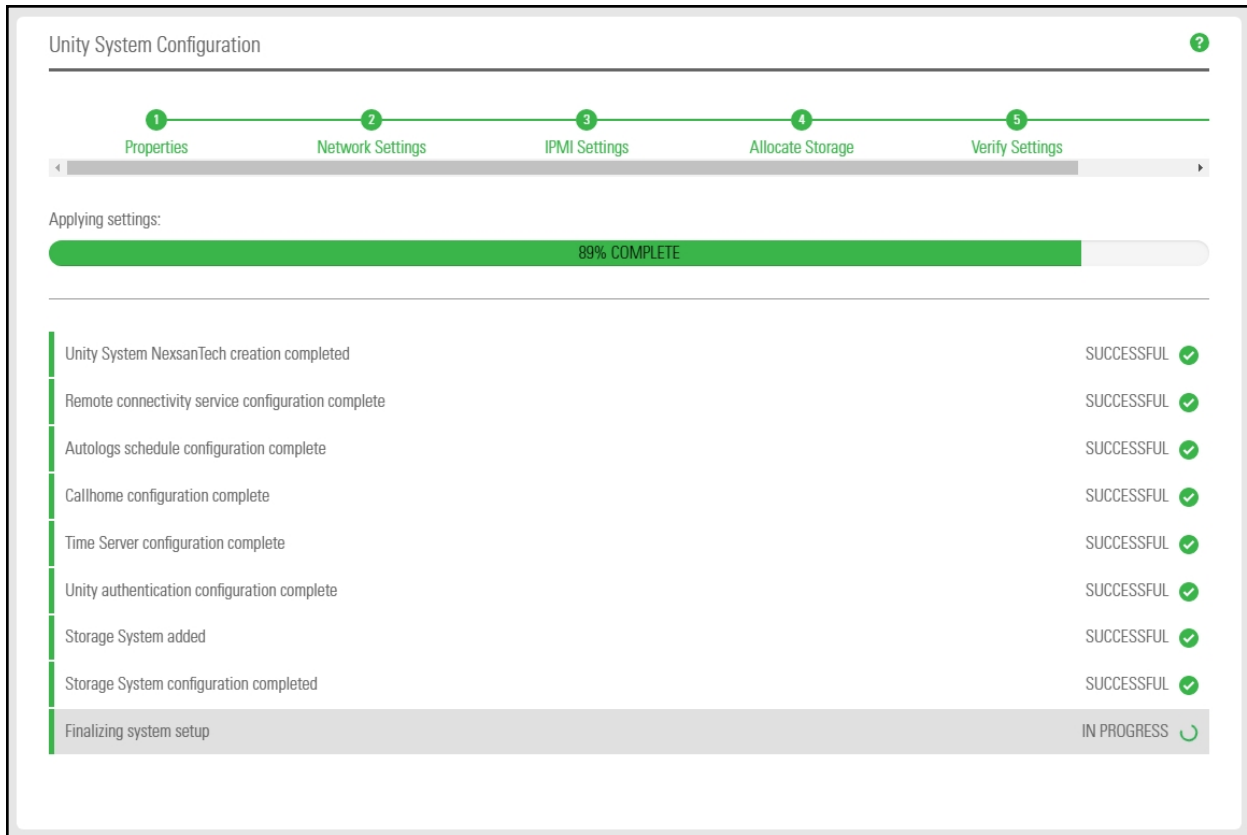 Unity System Configuration ?
1 2 3 4 5
Properties Network Settings IPMI Settings Allocate Storage Verify Settings
Applying settings:
89% COMPLETE
Unity System NexsanTech creation completed SUCCESSFUL
Remote connectivity service configuration complete SUCCESSFUL
Autologs schedule configuration complete SUCCESSFUL
Callhome configuration complete SUCCESSFUL
Time Server configuration complete SUCCESSFUL
Unity authentication configuration complete SUCCESSFUL
Storage System added SUCCESSFUL
Storage System configuration completed SUCCESSFUL
Finalizing system setup IN PROGRESS